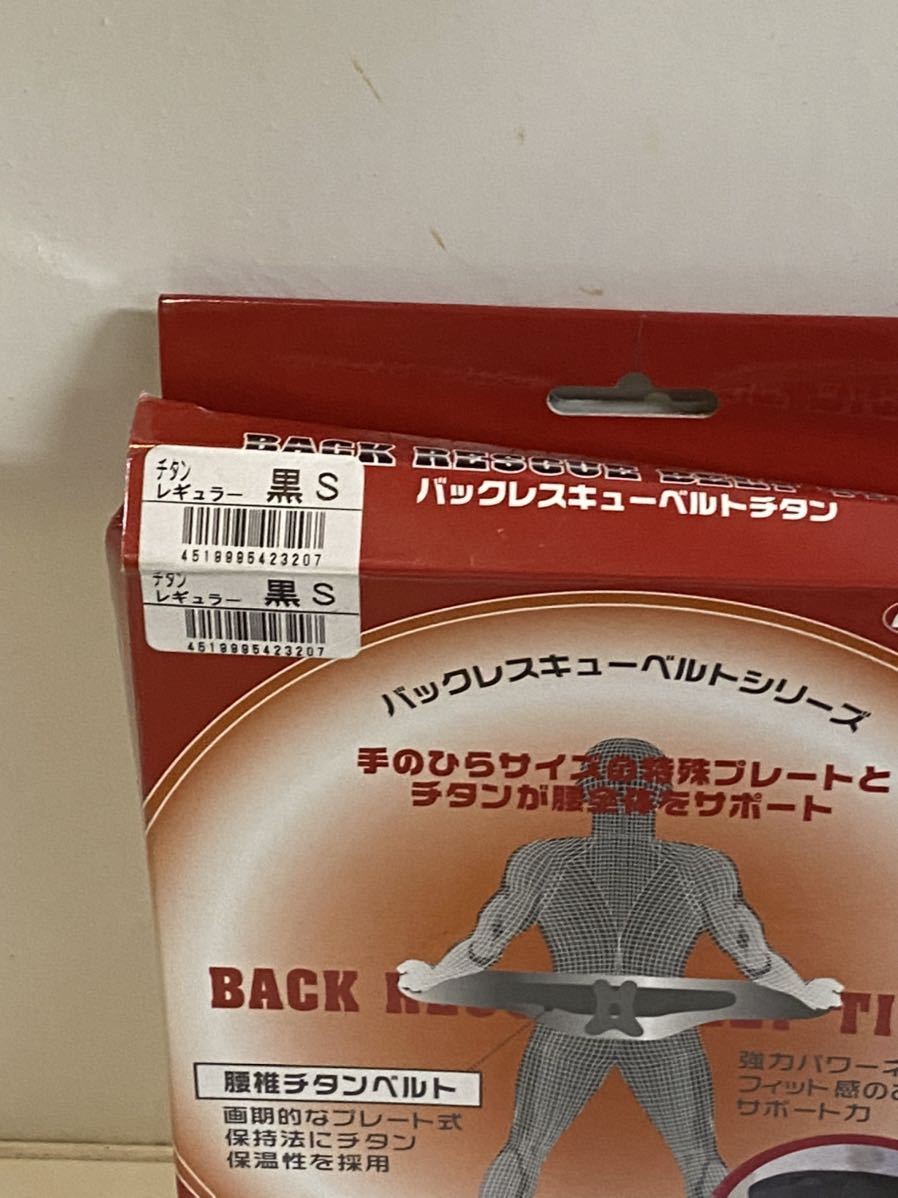 BACK RESCUE BELT
チタン
レギュラー 黒 S
バックレスキューベルトチタン
4519995423207
チタン
レギュラー 黒 S
4519995423207
バックレスキューベルトシリーズ
手のひらサイズの特殊プレートと
チタンが腰全体をサポート
BACK
TI
腰椎チタンベルト
画期的なプレート式
保持法にチタン
保温性を採用
強力パワーネ
フィット感の
サポート力